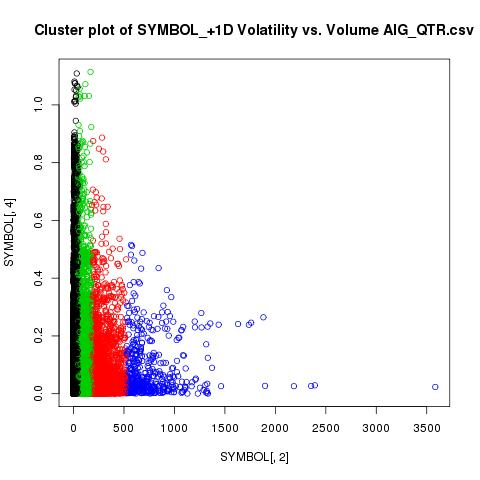 Cluster plot of SYMBOL_+1D Volatility vs. Volume AIG_QTR.csv
SYMBOL[, 4]
1.0
0.8
0.6
0.4
0.2
0.0
0 500 1000 1500 2000 2500 3000 3500
SYMBOL[, 2]